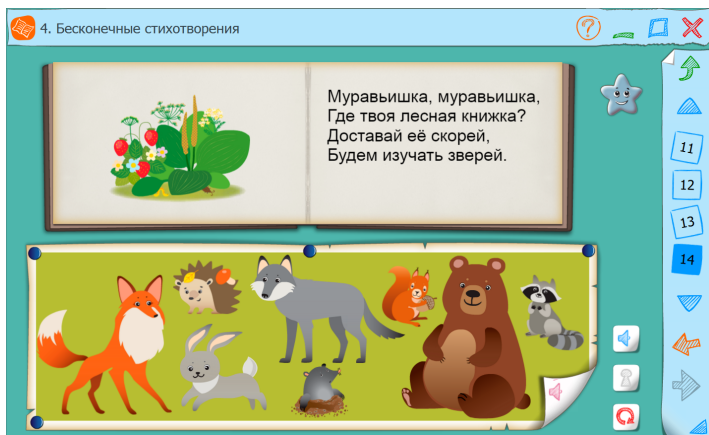 4. Бесконечные стихотворения
?
Муравьишка, муравьишка,
Где твоя лесная книжка?
Доставай её скорей,
Будем изучать зверей.
11
12
13
14